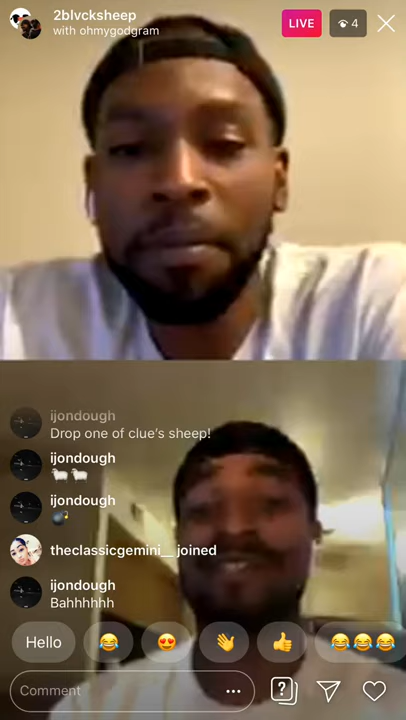 2blvcksheep
with ohmygodgram
LIVE
4
ijondough
Drop one of clue's sheep!
ijondough
🐑🐑
ijondough
💣
theclassicgemini__ joined
ijondough
Bahhhhhh
Hello 😂 😍 👋 👍 😂😂😂
Comment